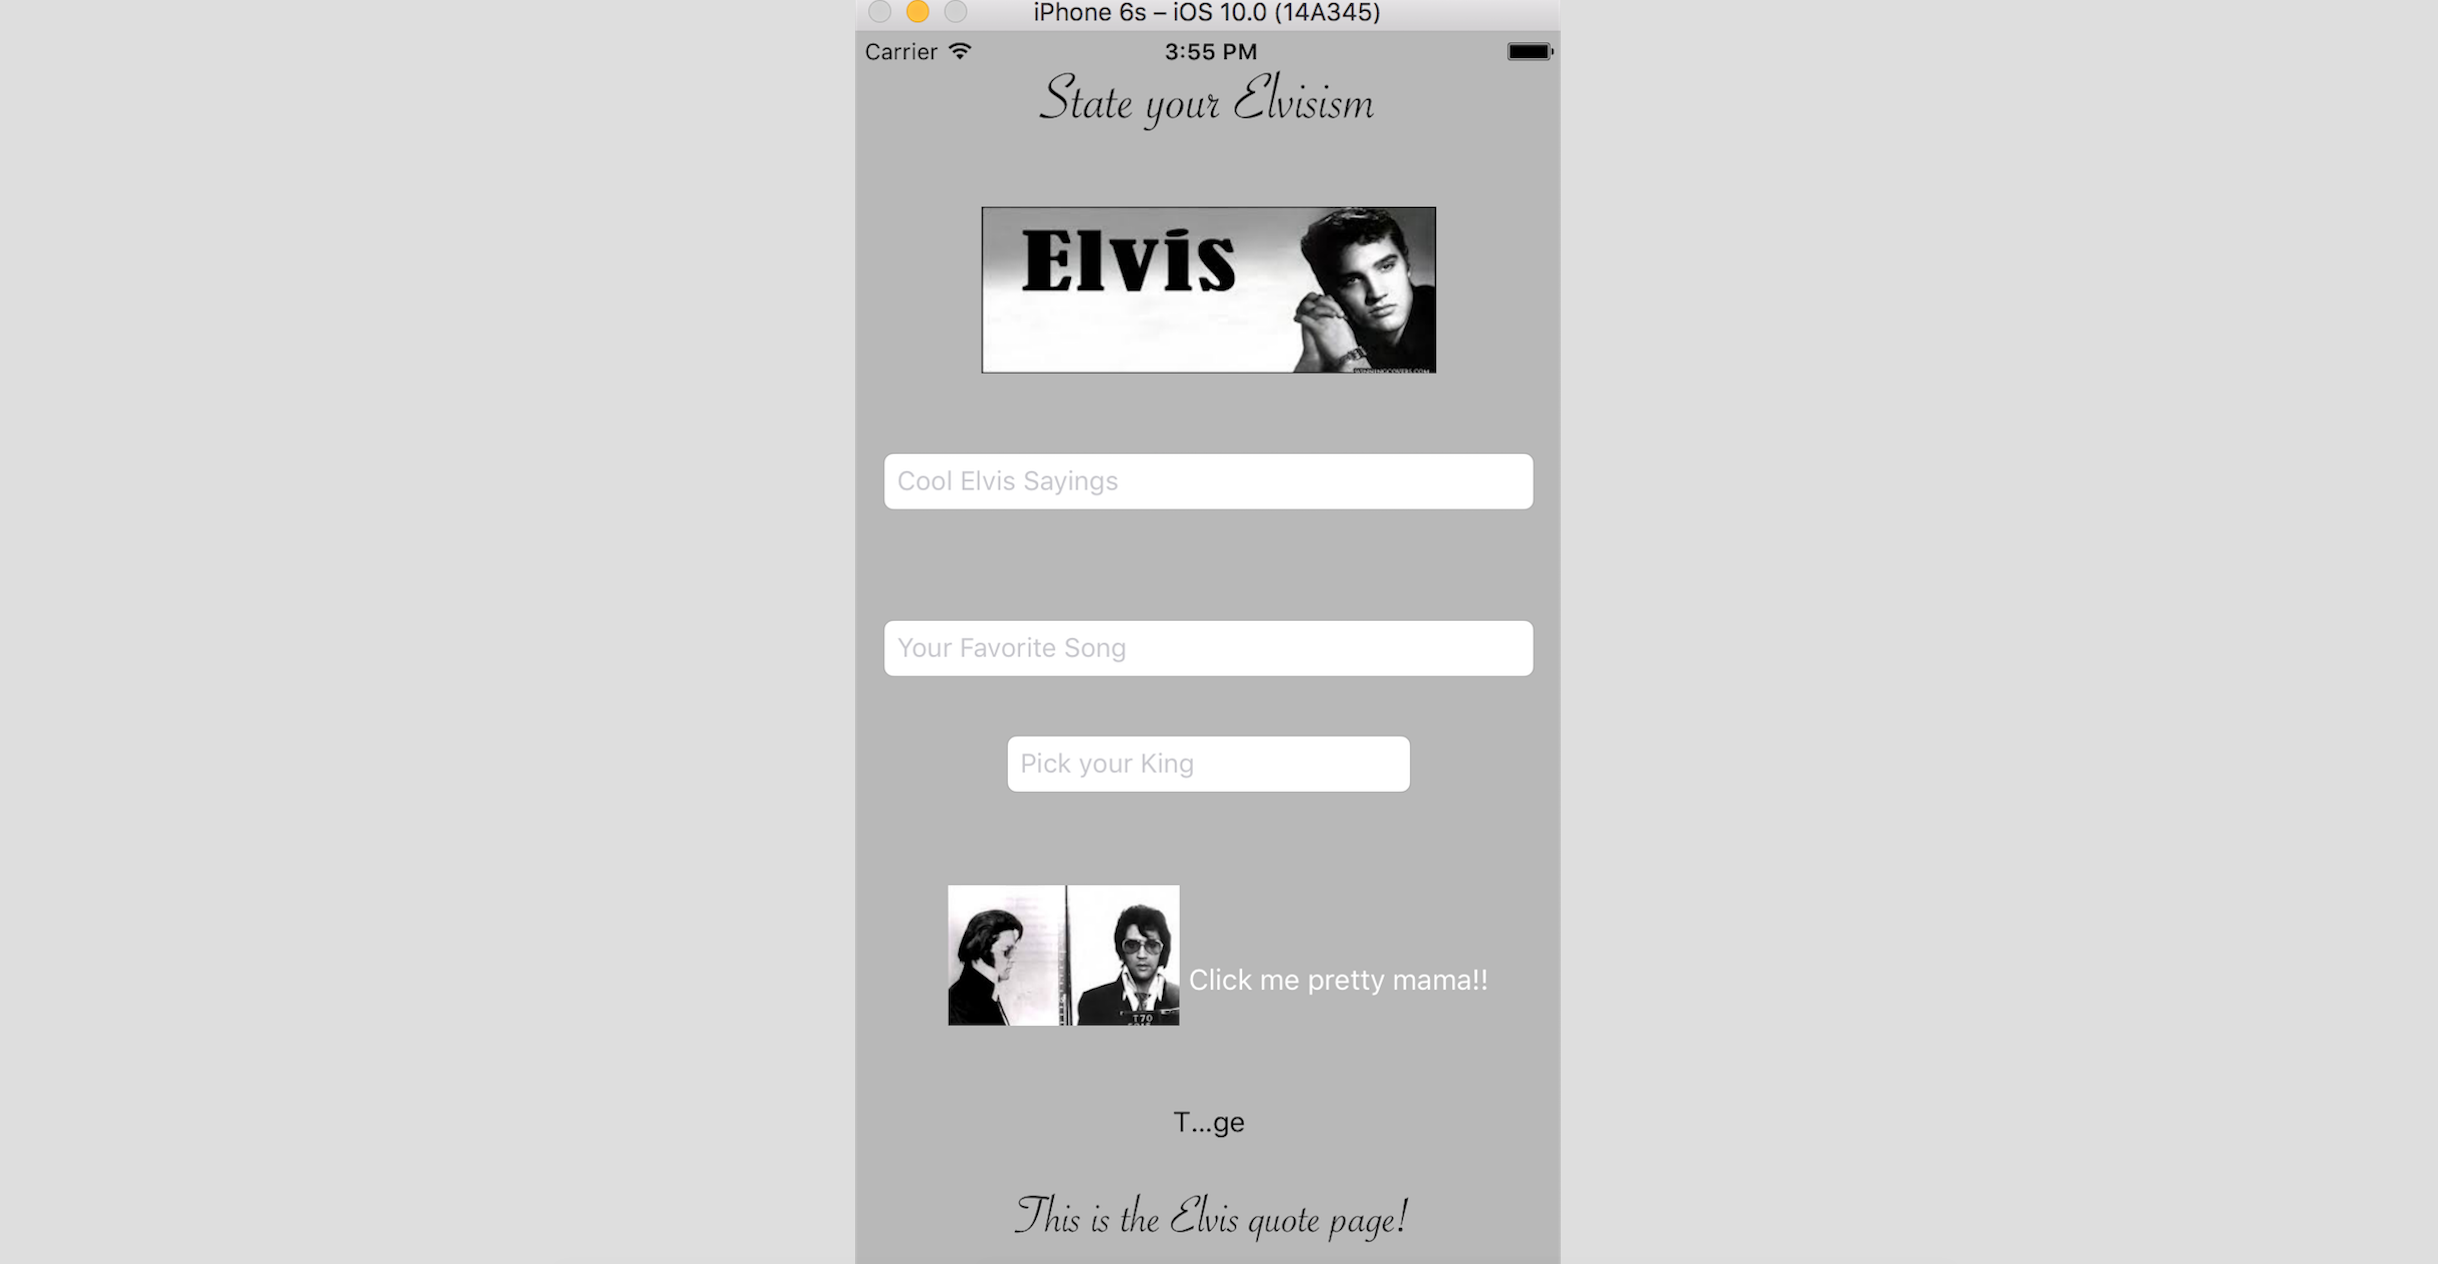 iPhone 6s – iOS 10.0 (14A345)
Carrier 3:55 PM
State your Elvisism
Elvis
Cool Elvis Sayings
Your Favorite Song
Pick your King
T70
Click me pretty mama!!
T...ge
This is the Elvis quote page!